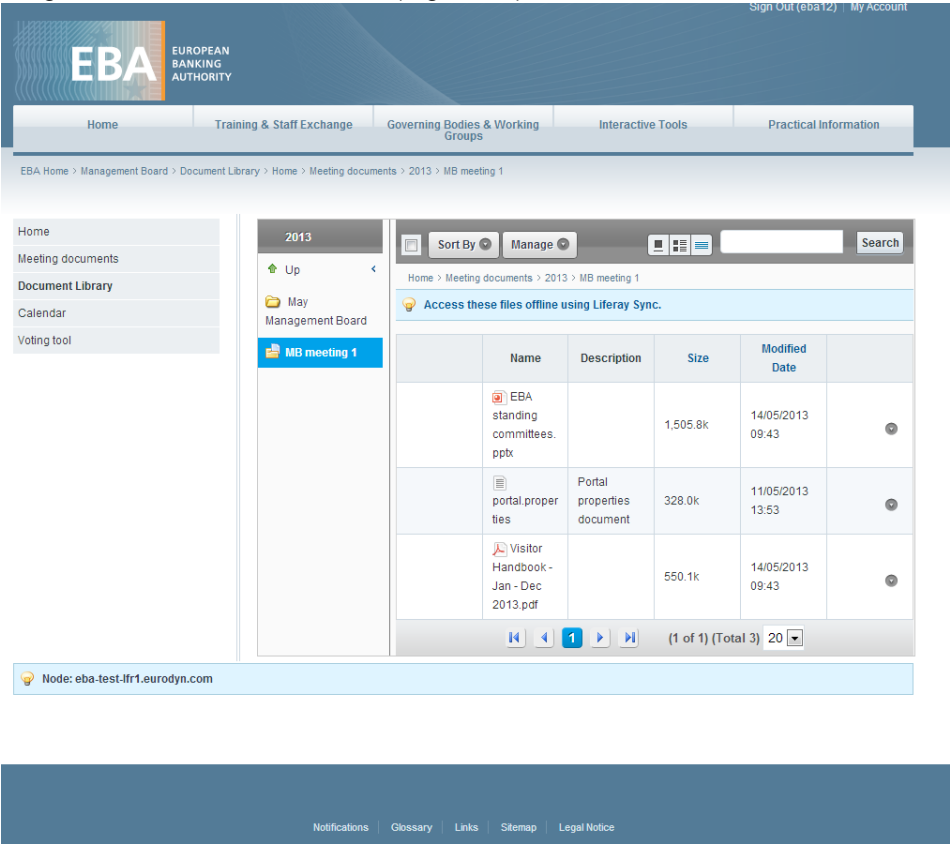 Sign Out (eba12) | My Account
EBA
EUROPEAN
BANKING
AUTHORITY
Home
Training & Staff Exchange
Governing Bodies & Working
Groups
Interactive Tools
Practical Information
EBA Home > Management Board > Document Library > Home > Meeting documents > 2013 > MB meeting 1
Home
Meeting documents
Document Library
Calendar
Voting tool
2013
Up
May
Management Board
MB meeting 1
Sort By
Manage
Search
Home > Meeting documents > 2013 > MB meeting 1
Access these files offline using Liferay Sync.
Name Description Size Modified
Date
EBA
standing
committees.
pptx
1,505.8k
14/05/2013
09:43
portal.proper
ties
Portal
properties
document
328.0k
11/05/2013
13:53
Visitor
Handbook -
Jan - Dec
2013.pdf
550.1k
14/05/2013
09:43
1
(1 of 1) (Total 3) 20
Node: eba-test-lfr1.eurodyn.com
Notifications | Glossary | Links | Sitemap | Legal Notice